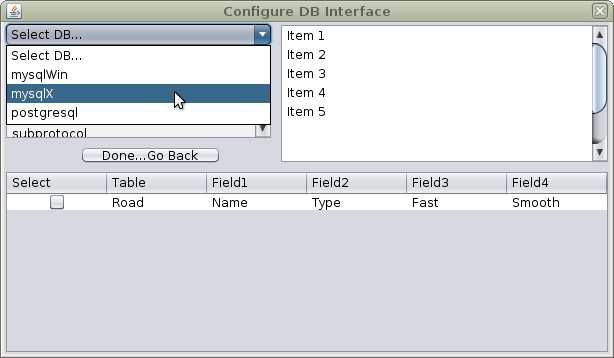 Configure DB Interface
Select DB...
Select DB...
mysqlWin
mysqlX
postgresql
subprotocol
Done...Go Back
Item 1
Item 2
Item 3
Item 4
Item 5
Select Table Field1 Field2 Field3 Field4
Road Name Type Fast Smooth